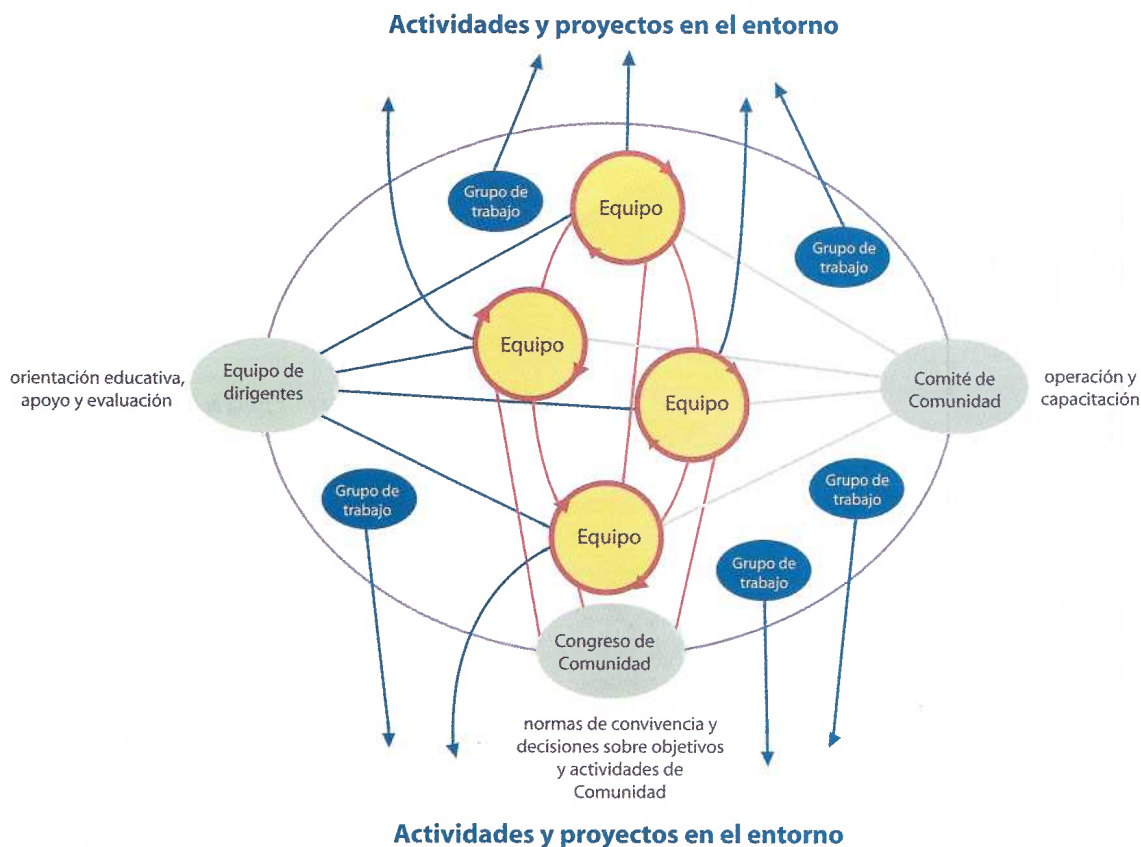 Actividades y proyectos en el entorno
Grupo de
trabajo
Equipo
Grupo de
trabajo
Equipo
Equipo de
dirigentes
orientación educativa,
apoyo y evaluación
Equipo
Comité de
Comunidad
operación y
capacitación
Grupo de
trabajo
Grupo de
trabajo
Equipo
Grupo de
trabajo
Congreso de
Comunidad
normas de convivencia y
decisiones sobre objetivos
y actividades de
Comunidad
Actividades y proyectos en el entorno